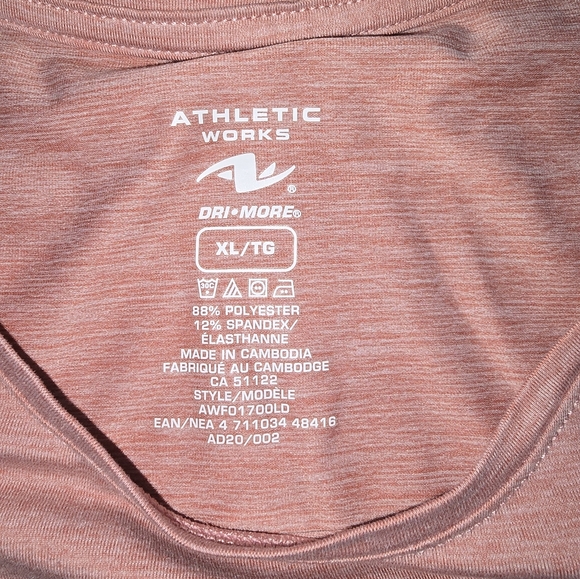 ATHLETIC
WORKS
®
DRI•MORE®
XL/TG
30C
88% POLYESTER
12% SPANDEX/
ÉLASTHANNE
MADE IN CAMBODIA
FABRIQUÉ AU CAMBODGE
CA 51122
STYLE/MODÈLE
AWF01700LD
EAN/NEA 4 711034 48416
AD20/002